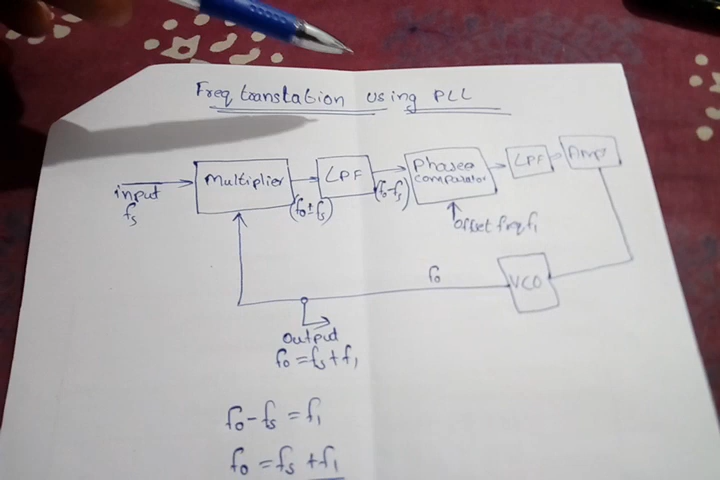 Freq translation using PLL
input
fs
Multiplier
(fo±fs)
LPF
(fo-fs)
Phasee
comparator
offset freq f1
LPF
Amp
VCO
fo
output
fo = fs + f1
fo - fs = f1
fo = fs + f1